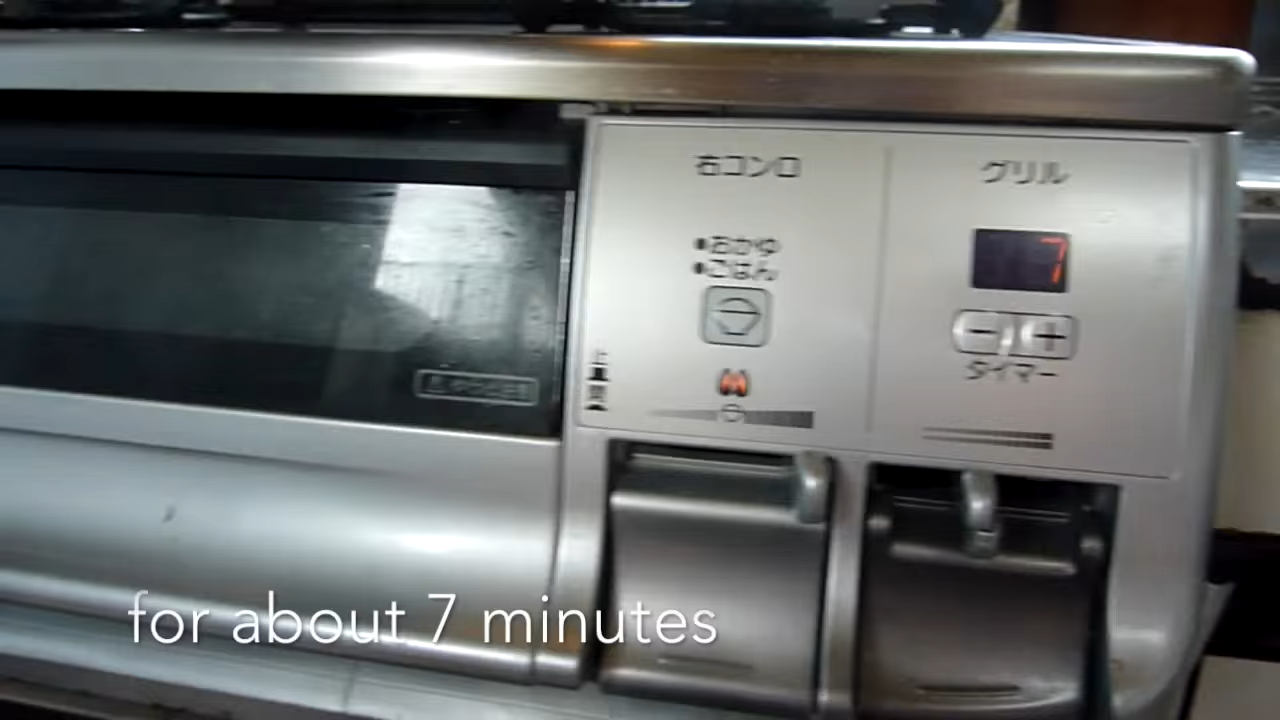 右コンロ
グリル
●おかゆ
●ごはん
7
− +
タイマー
for about 7 minutes